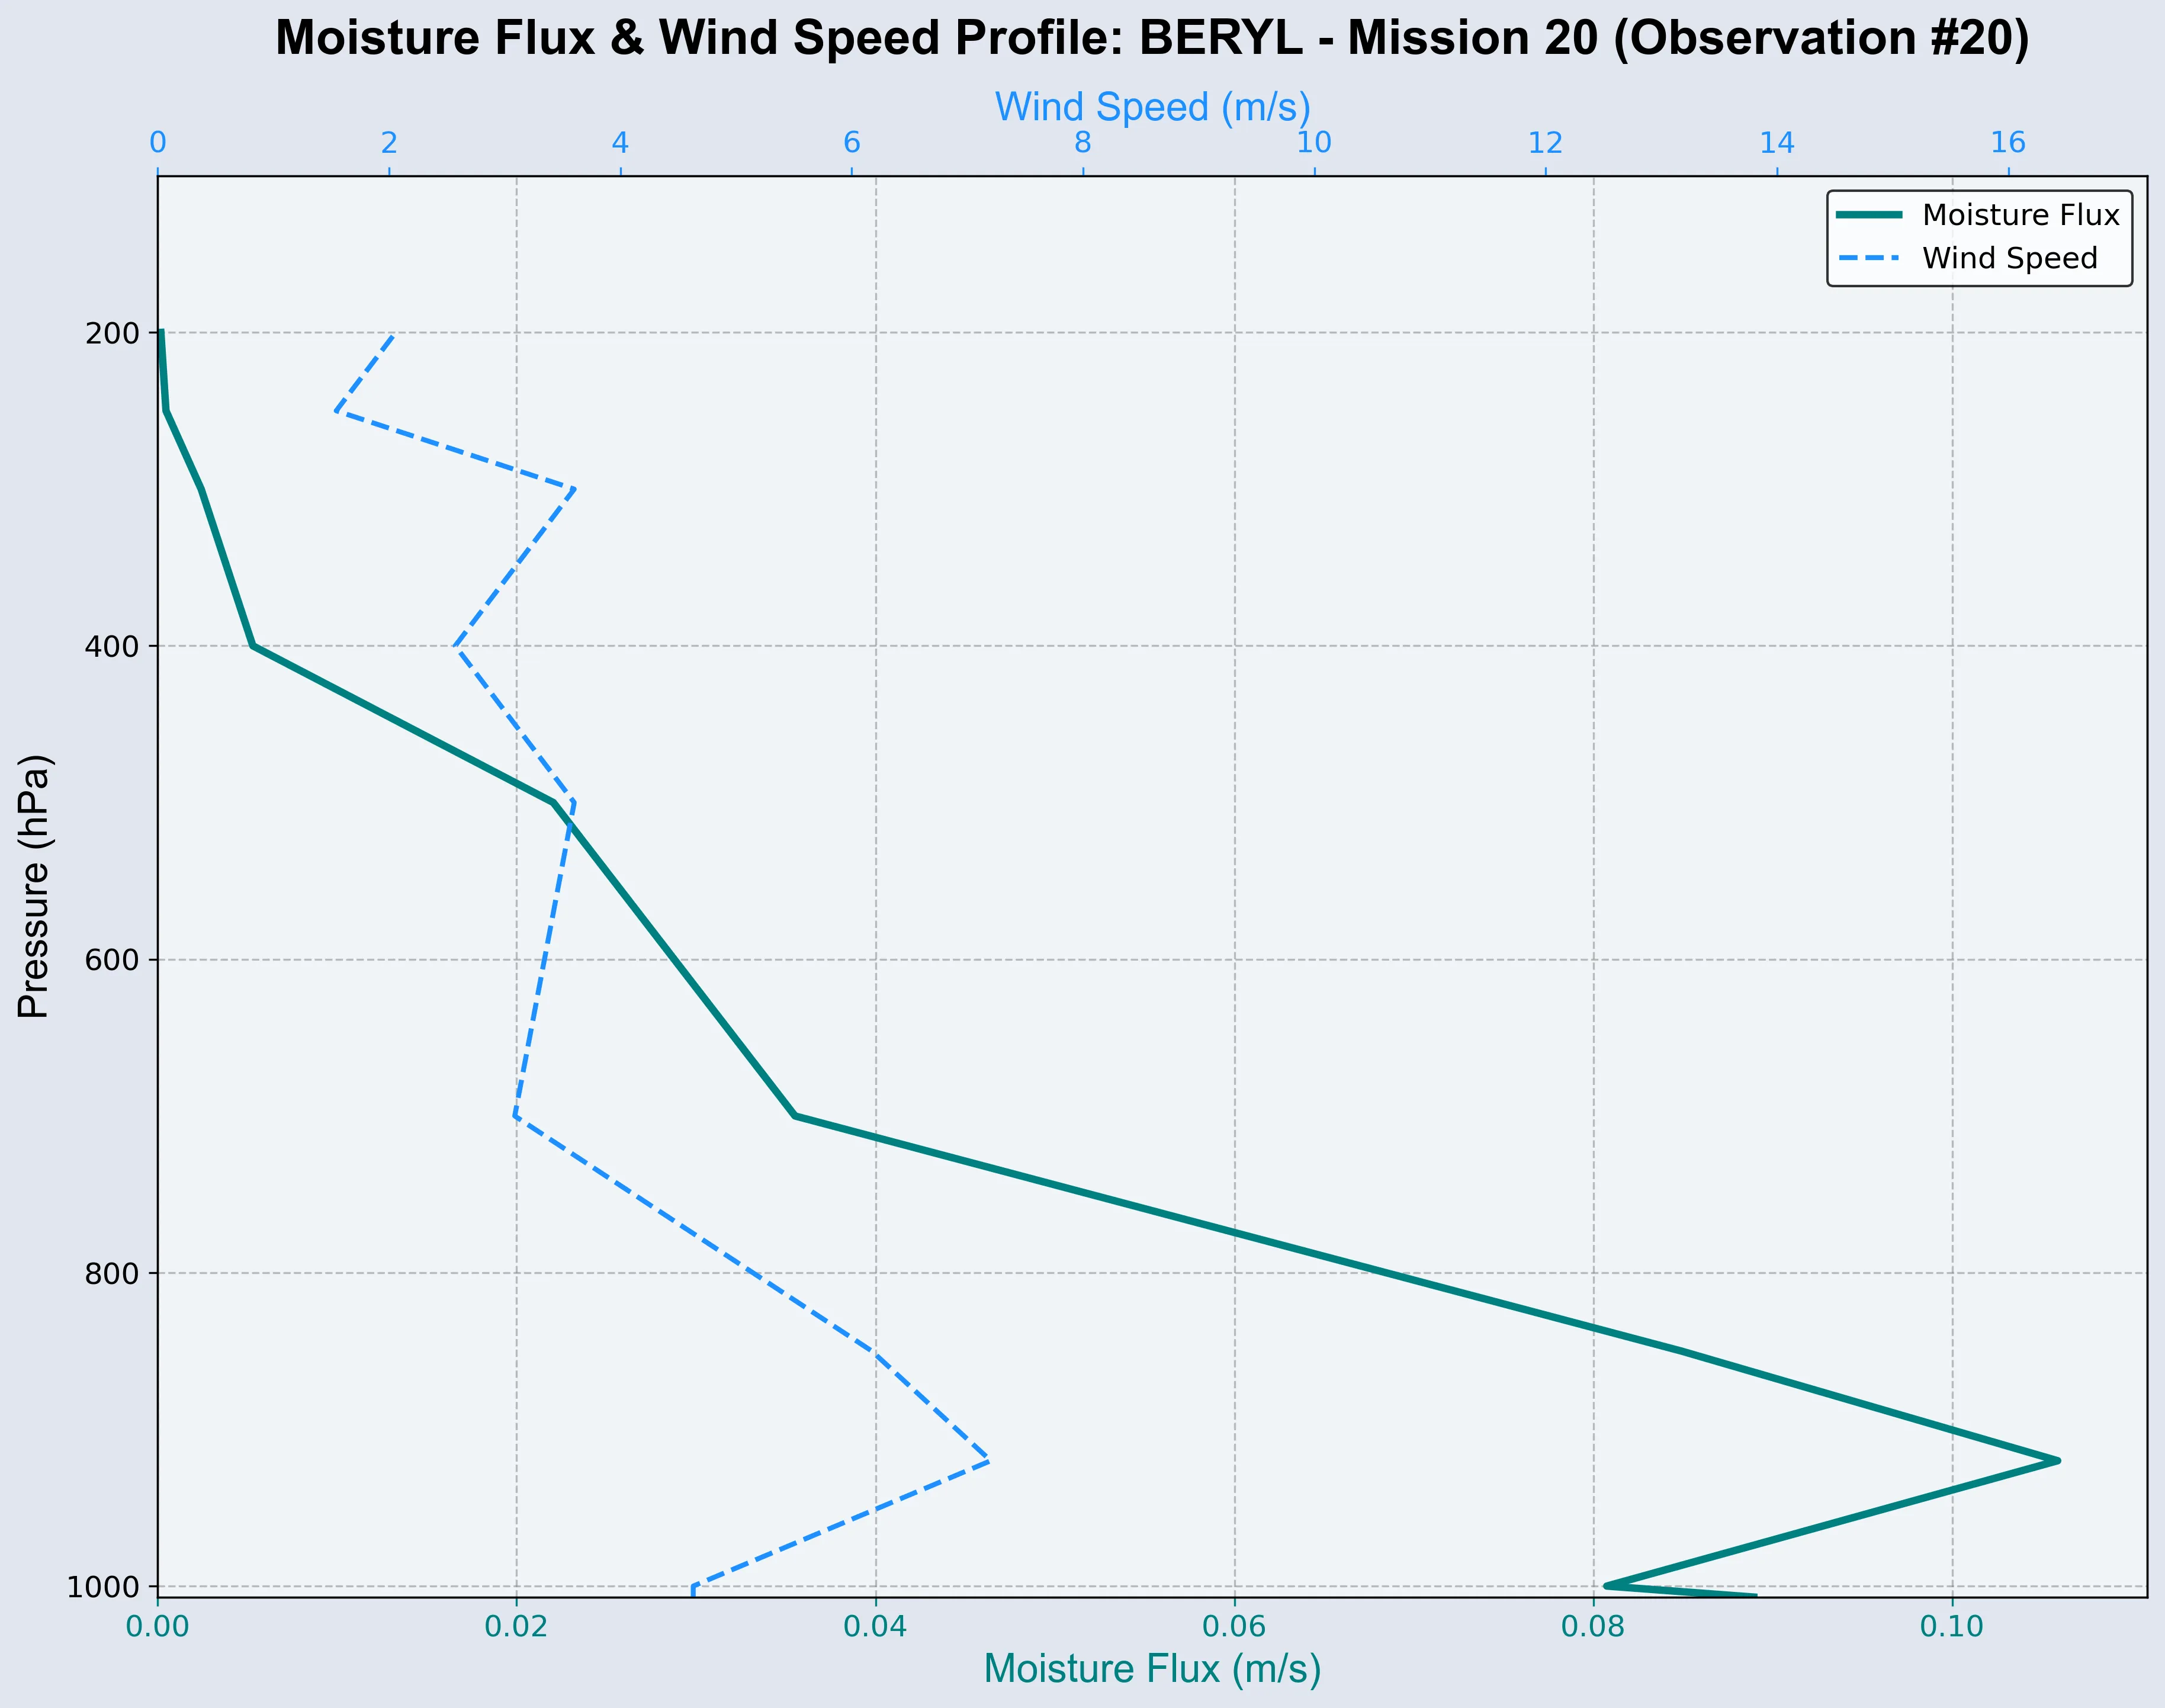 Moisture Flux & Wind Speed Profile: BERYL - Mission 20 (Observation #20)
Wind Speed (m/s)
0 2 4 6 8 10 12 14 16
Moisture Flux
Wind Speed
200
400
600
800
1000
Pressure (hPa)
0.00 0.02 0.04 0.06 0.08 0.10
Moisture Flux (m/s)